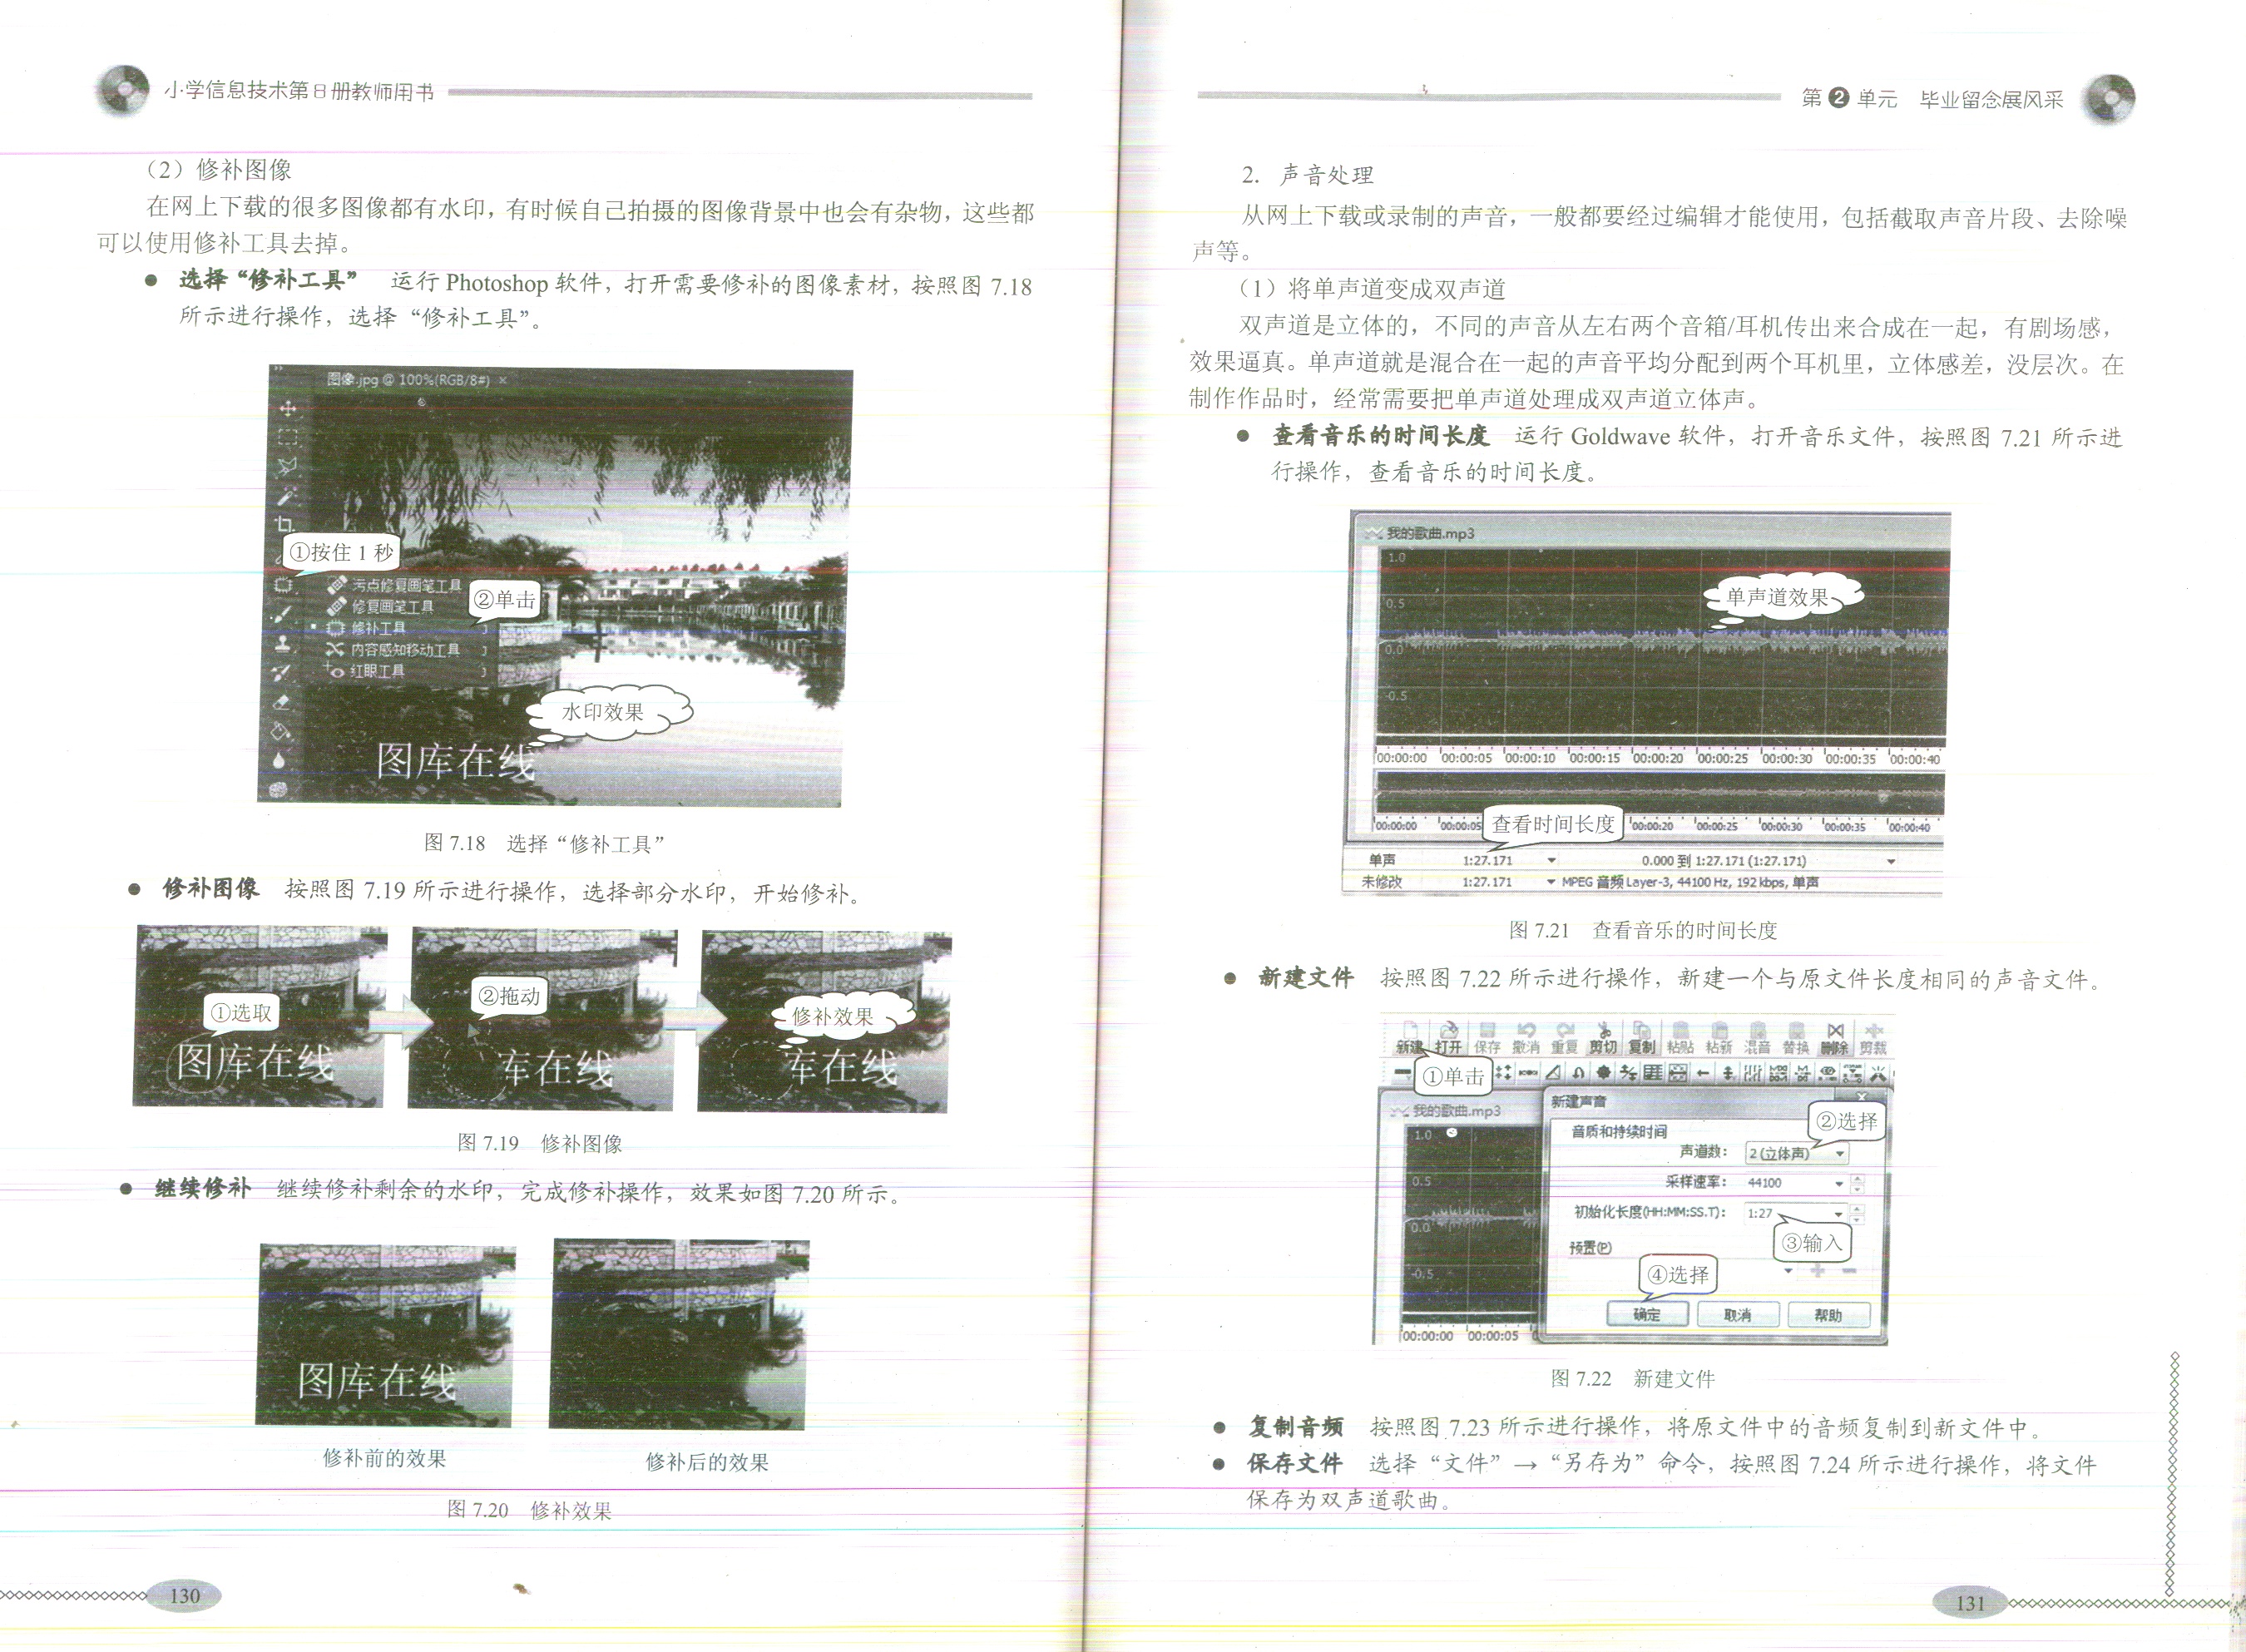 小学信息技术第8册教师用书
（2）修补图像
在网上下载的很多图像都有水印，有时候自己拍摄的图像背景中也会有杂物，这些都
可以使用修补工具去掉。
● 选择“修补工具” 运行 Photoshop 软件，打开需要修补的图像素材，按照图 7.18
所示进行操作，选择“修补工具”。
图像.jpg @ 100%(RGB/8#) ×
①按住 1 秒
污点修复画笔工具
②单击
修复画笔工具
修补工具 J
内容感知移动工具 J
红眼工具 J
水印效果
图库在线
图 7.18 选择“修补工具”
● 修补图像 按照图 7.19 所示进行操作，选择部分水印，开始修补。
①选取
②拖动
修补效果
图库在线
车在线
车在线
图 7.19 修补图像
● 继续修补 继续修补剩余的水印，完成修补操作，效果如图 7.20 所示。
图库在线
修补前的效果 修补后的效果
图 7.20 修补效果
130
第 2 单元 毕业留念展风采
2. 声音处理
从网上下载或录制的声音，一般都要经过编辑才能使用，包括截取声音片段、去除噪
声等。
（1）将单声道变成双声道
双声道是立体的，不同的声音从左右两个音箱/耳机传出来合成在一起，有剧场感，
效果逼真。单声道就是混合在一起的声音平均分配到两个耳机里，立体感差，没层次。在
制作作品时，经常需要把单声道处理成双声道立体声。
● 查看音乐的时间长度 运行 Goldwave 软件，打开音乐文件，按照图 7.21 所示进
行操作，查看音乐的时间长度。
我的歌曲.mp3
1.0
单声道效果
0.5
0.0
-0.5
00:00:00 00:00:05 00:00:10 00:00:15 00:00:20 00:00:25 00:00:30 00:00:35 00:00:40
查看时间长度
00:00:00 00:00:05 00:00:20 00:00:25 00:00:30 00:00:35 00:00:40
单声 1:27.171 0.000 到 1:27.171 (1:27.171)
未修改 1:27.171 MPEG 音频 Layer-3, 44100 Hz, 192 kbps, 单声
图 7.21 查看音乐的时间长度
● 新建文件 按照图 7.22 所示进行操作，新建一个与原文件长度相同的声音文件。
新建 打开 保存 撤消 重复 剪切 复制 粘贴 粘新 混音 替换 删除 剪裁
①单击
我的歌曲.mp3
新建声音
②选择
音质和持续时间
1.0
声道数： 2 (立体声)
0.5
采样速率： 44100
初始化长度(HH:MM:SS.T)： 1:27
0.0
③输入
预置(P)
-0.5
④选择
确定 取消 帮助
00:00:00 00:00:05
图 7.22 新建文件
● 复制音频 按照图 7.23 所示进行操作，将原文件中的音频复制到新文件中。
● 保存文件 选择“文件”→“另存为”命令，按照图 7.24 所示进行操作，将文件
保存为双声道歌曲。
131